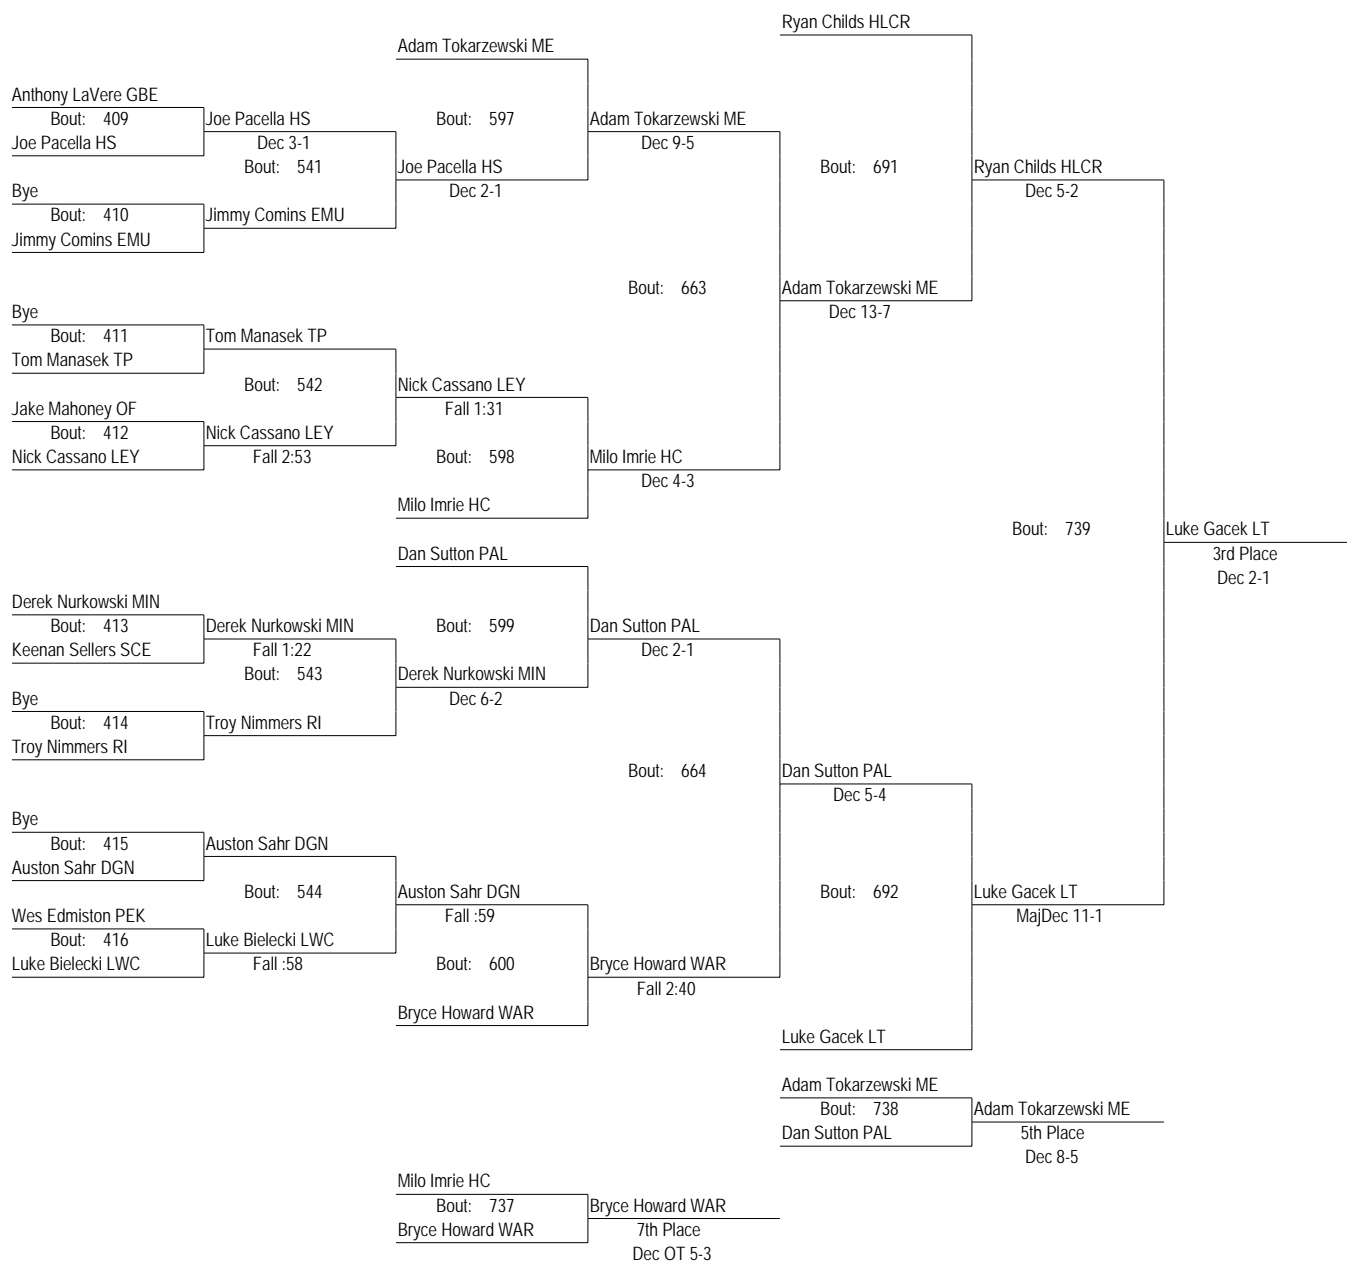 Ryan Childs HLCR
Adam Tokarzewski ME
Anthony LaVere GBE
Bout: 409
Joe Pacella HS
Joe Pacella HS
Dec 3-1
Bout: 541
Bout: 597
Adam Tokarzewski ME
Dec 9-5
Joe Pacella HS
Dec 2-1
Bout: 691
Ryan Childs HLCR
Dec 5-2
Bye
Bout: 410
Jimmy Comins EMU
Jimmy Comins EMU
Bout: 663
Adam Tokarzewski ME
Dec 13-7
Bye
Bout: 411
Tom Manasek TP
Tom Manasek TP
Bout: 542
Nick Cassano LEY
Fall 1:31
Jake Mahoney OF
Bout: 412
Nick Cassano LEY
Nick Cassano LEY
Fall 2:53
Bout: 598
Milo Imrie HC
Dec 4-3
Milo Imrie HC
Bout: 739
Luke Gacek LT
3rd Place
Dec 2-1
Dan Sutton PAL
Derek Nurkowski MIN
Bout: 413
Keenan Sellers SCE
Derek Nurkowski MIN
Fall 1:22
Bout: 543
Bout: 599
Dan Sutton PAL
Dec 2-1
Derek Nurkowski MIN
Dec 6-2
Bye
Bout: 414
Troy Nimmers RI
Troy Nimmers RI
Bout: 664
Dan Sutton PAL
Dec 5-4
Bye
Bout: 415
Auston Sahr DGN
Auston Sahr DGN
Bout: 544
Auston Sahr DGN
Fall :59
Bout: 692
Luke Gacek LT
MajDec 11-1
Wes Edmiston PEK
Bout: 416
Luke Bielecki LWC
Luke Bielecki LWC
Fall :58
Bout: 600
Bryce Howard WAR
Fall 2:40
Bryce Howard WAR
Luke Gacek LT
Adam Tokarzewski ME
Bout: 738
Dan Sutton PAL
Adam Tokarzewski ME
5th Place
Dec 8-5
Milo Imrie HC
Bout: 737
Bryce Howard WAR
Bryce Howard WAR
7th Place
Dec OT 5-3